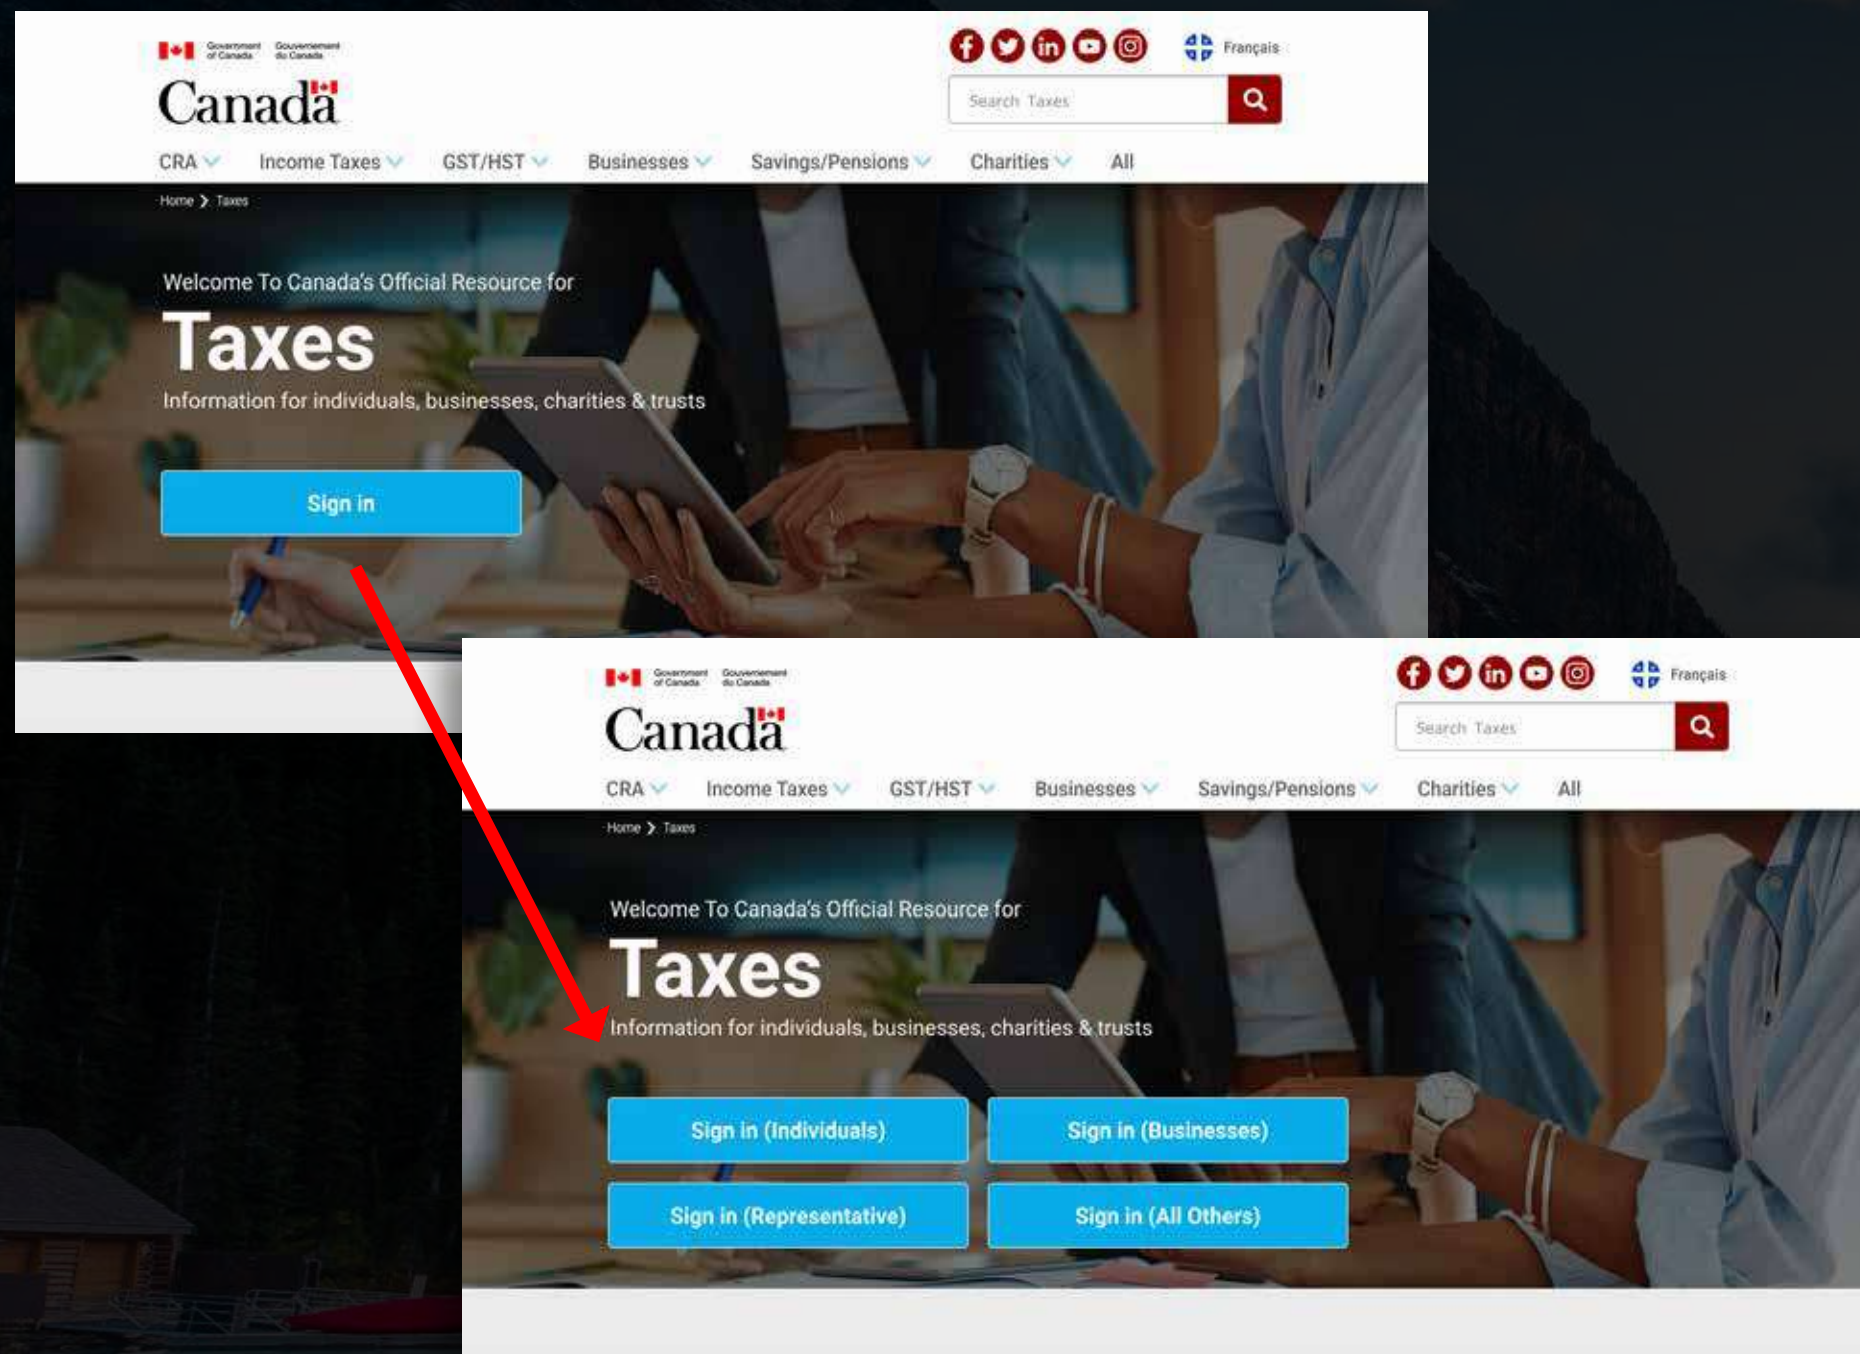 Government of Canada Gouvernement du Canada
Français
Canada
Search Taxes
CRA Income Taxes GST/HST Businesses Savings/Pensions Charities All
Home ❯ Taxes
Welcome To Canada's Official Resource for
Taxes
Information for individuals, businesses, charities & trusts
Sign in
Government of Canada Gouvernement du Canada
Français
Canada
Search Taxes
CRA Income Taxes GST/HST Businesses Savings/Pensions Charities All
Home ❯ Taxes
Welcome To Canada's Official Resource for
Taxes
Information for individuals, businesses, charities & trusts
Sign in (Individuals) Sign in (Businesses)
Sign in (Representative) Sign in (All Others)